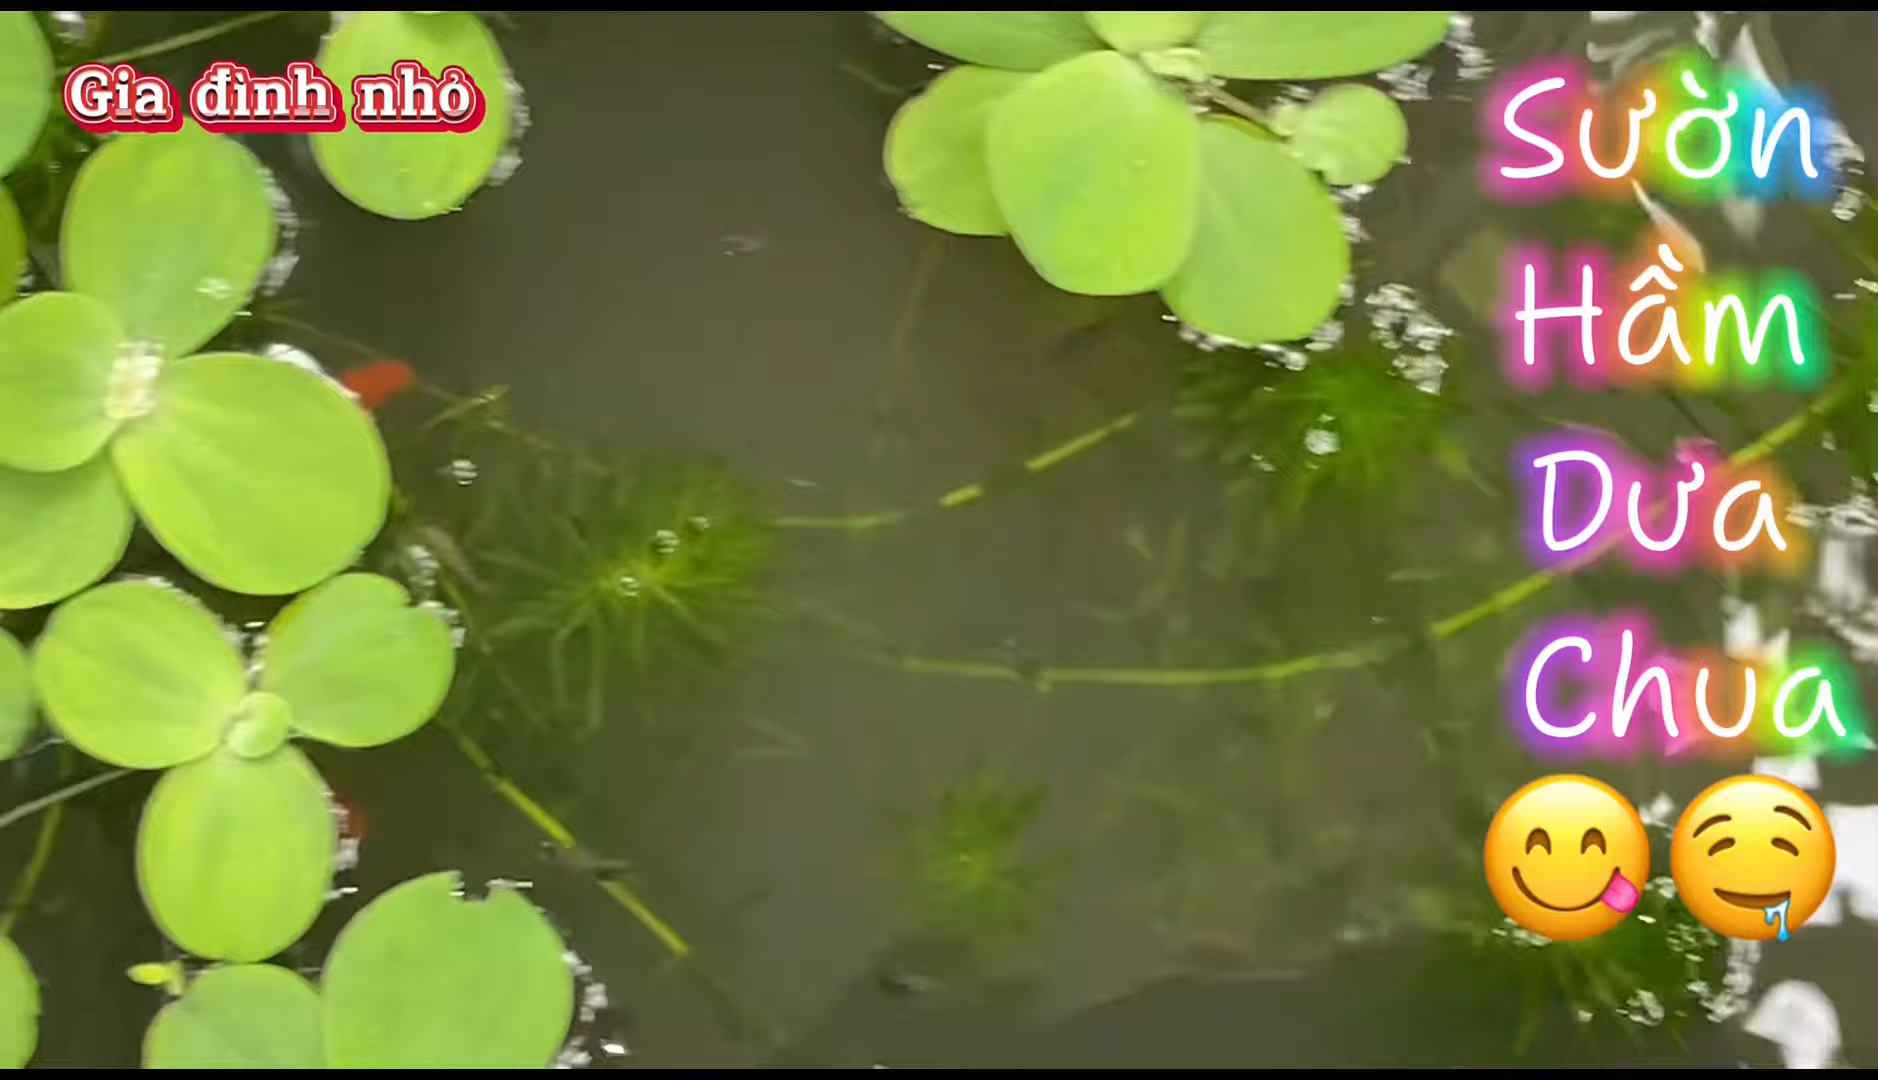 Gia đình nhỏ
Sườn
Hầm
Dưa
Chua
😋🤤